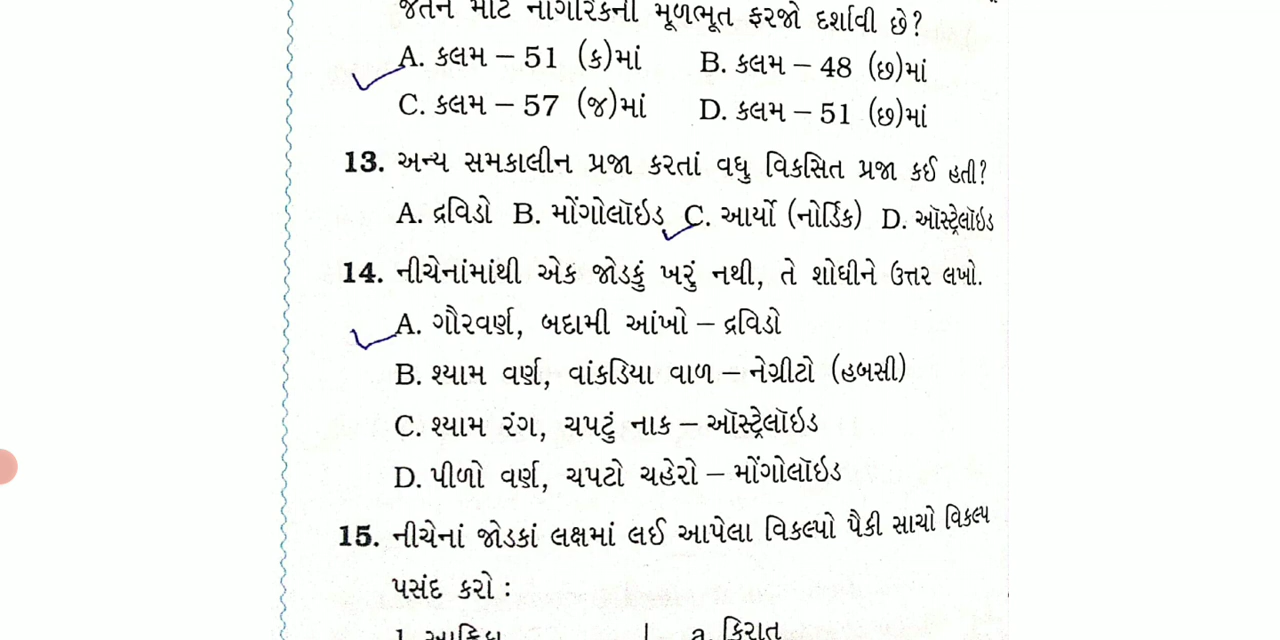 જતન માટે નાગરિકની મૂળભૂત ફરજો દર્શાવી છે?
A. કલમ – 51 (ક)માં B. કલમ – 48 (છ)માં
C. કલમ – 57 (જ)માં D. કલમ – 51 (છ)માં
13. અન્ય સમકાલીન પ્રજા કરતાં વધુ વિકસિત પ્રજા કઈ હતી?
A. દ્રવિડો B. મોંગોલૉઇડ C. આર્યો (નોર્ડિક) D. ઑસ્ટ્રેલૉઇડ
14. નીચેનાંમાંથી એક જોડકું ખરું નથી, તે શોધીને ઉત્તર લખો.
A. ગૌરવર્ણ, બદામી આંખો – દ્રવિડો
B. શ્યામ વર્ણ, વાંકડિયા વાળ – નેગ્રીટો (હબસી)
C. શ્યામ રંગ, ચપટું નાક – ઑસ્ટ્રેલૉઇડ
D. પીળો વર્ણ, ચપટો ચહેરો – મોંગોલૉઇડ
15. નીચેનાં જોડકાં લક્ષમાં લઈ આપેલા વિકલ્પો પૈકી સાચો વિકલ્પ
પસંદ કરો :
1. a. કિરાત